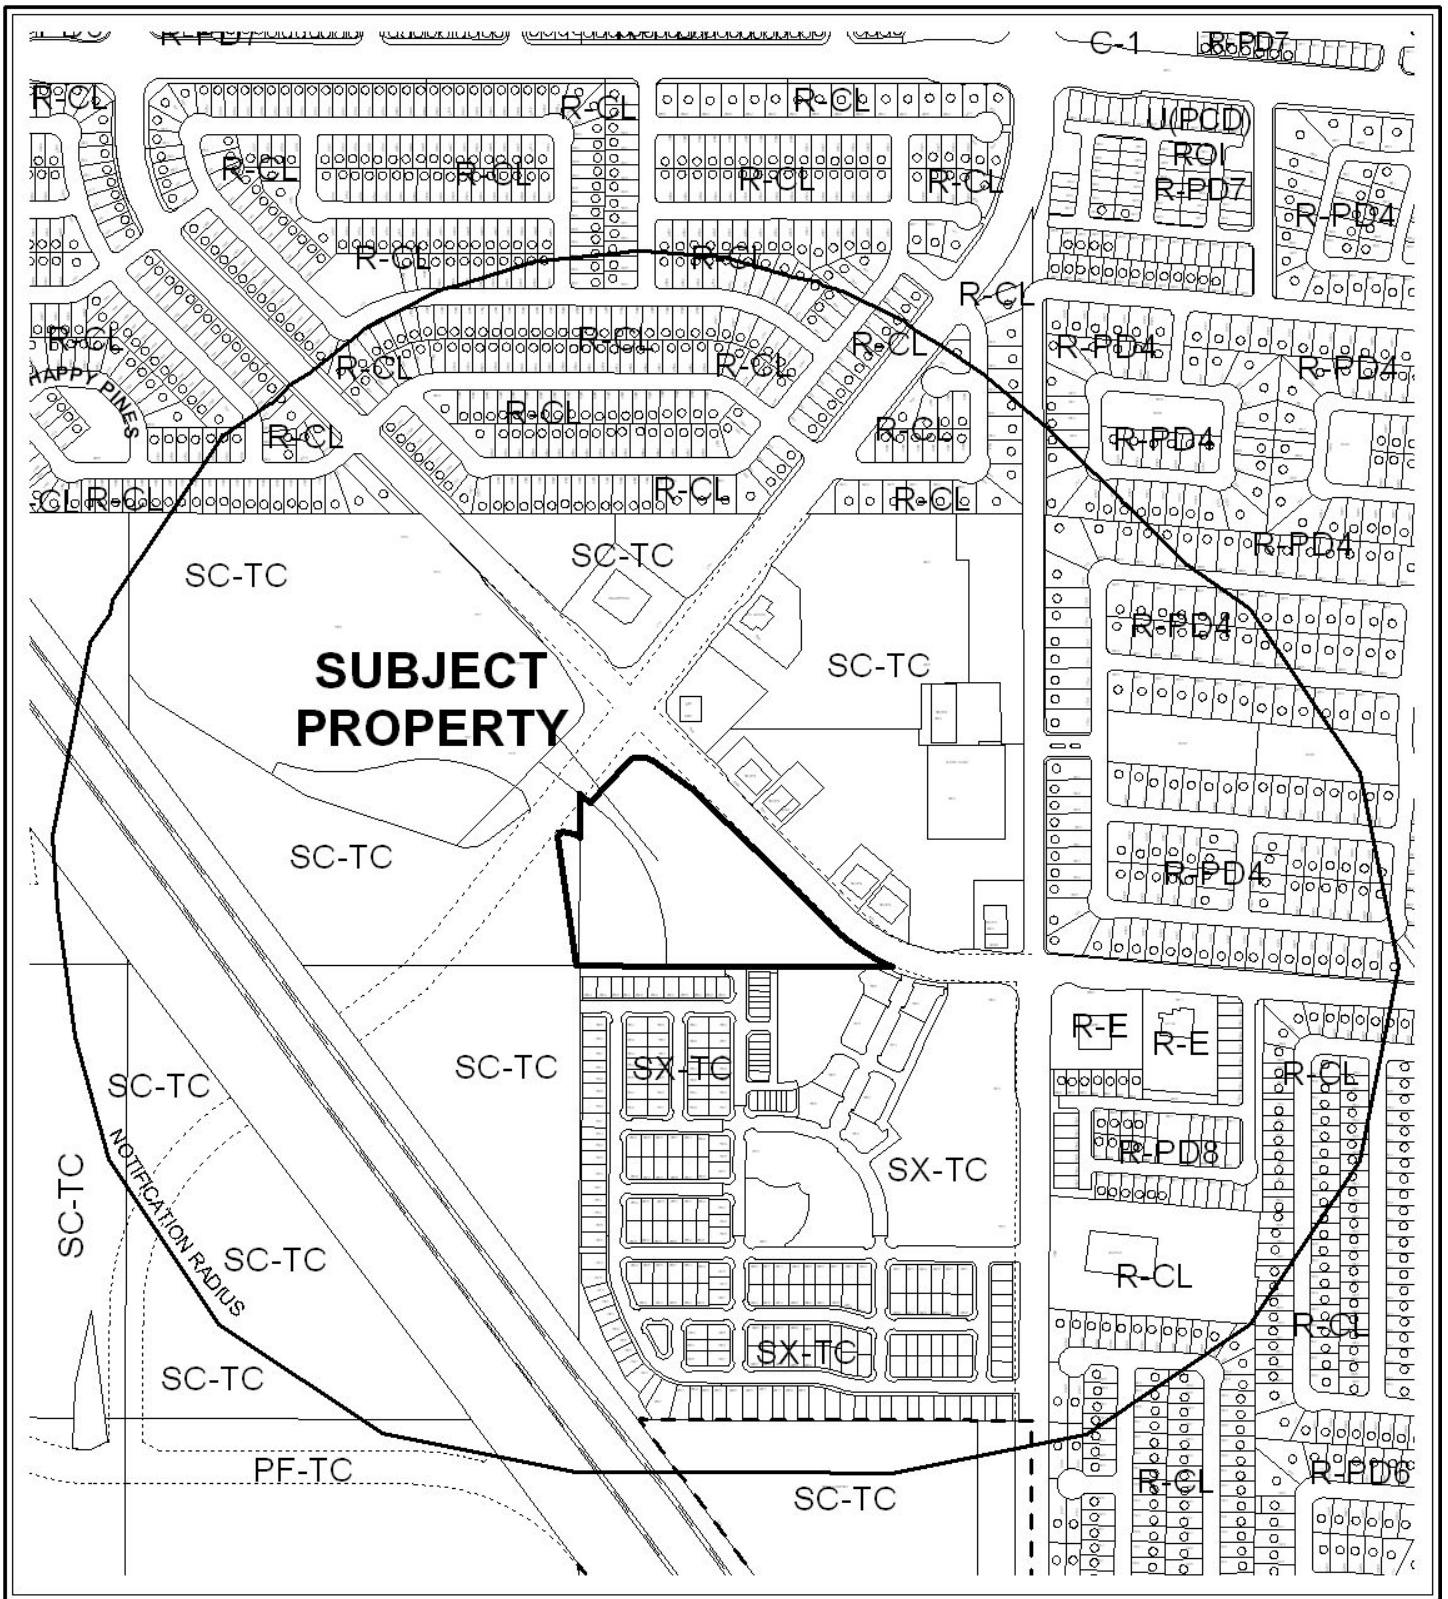 R-PD7
C-1
R-PD7
R-CL
R-CL
R-CL
U(PCD)
ROI
R-PD7
R-CL
R-CL
R-CL
R-CL
R-PD4
R-CL
R-CL
R-CL
R-CL
R-CL
R-CL
R-PD4
R-PD4
R-CL
R-CL
HAPPY PINES
R-CL
R-CL
R-CL
R-PD4
-CL
R-CL
R-CL
R-CL
R-PD4
SC-TC
SC-TC
R-PD4
SUBJECT
PROPERTY
SC-TC
SC-TC
R-PD4
R-E
R-E
SC-TC
SX-TC
R-CL
SC-TC
NOTIFICATION RADIUS
R-PD8
SX-TC
SC-TC
SC-TC
R-CL
R-CL
SX-TC
SC-TC
PF-TC
R-CL
R-PD6
SC-TC